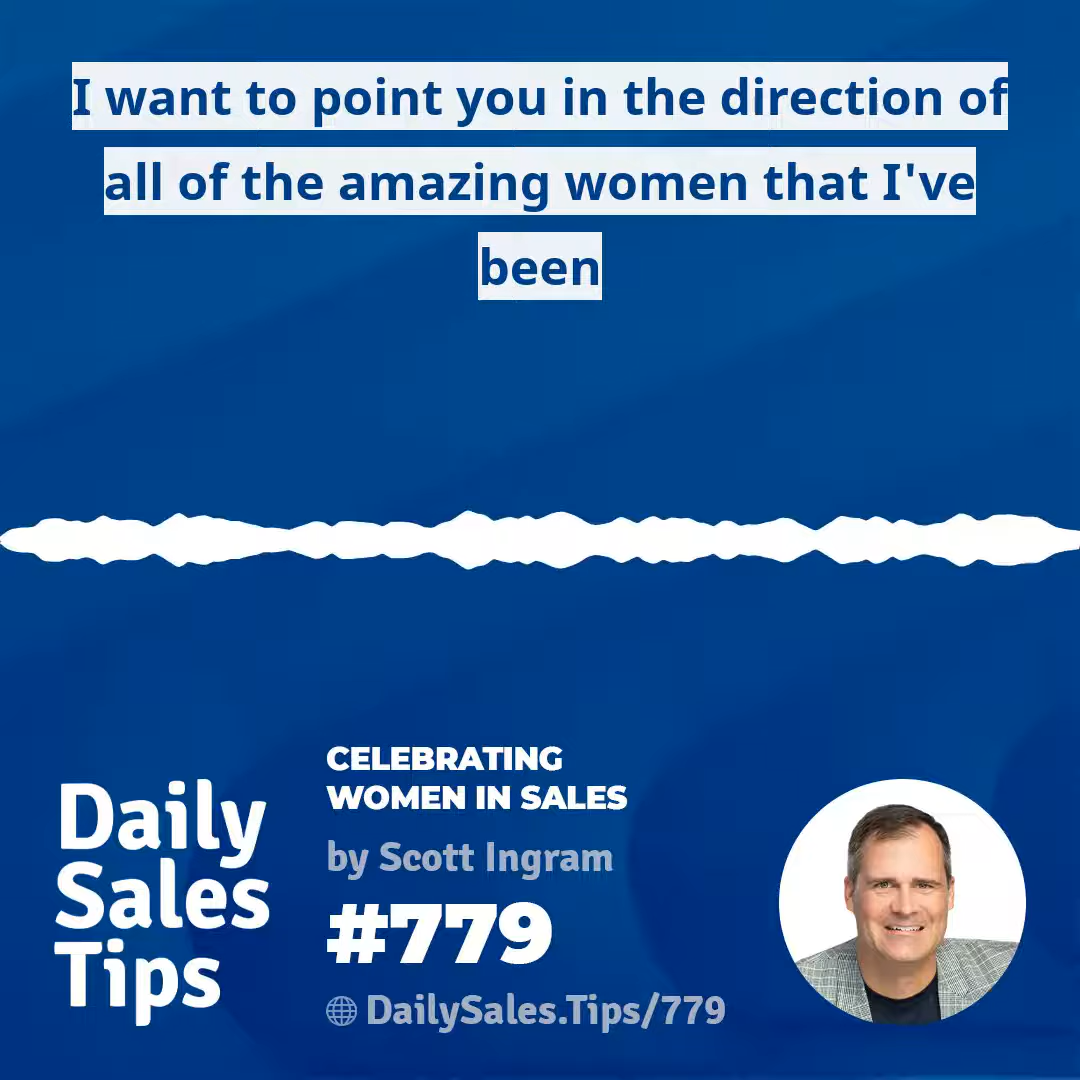 I want to point you in the direction of
all of the amazing women that I've
been
CELEBRATING
WOMEN IN SALES
by Scott Ingram
#779
DailySales.Tips/779
Daily
Sales
Tips